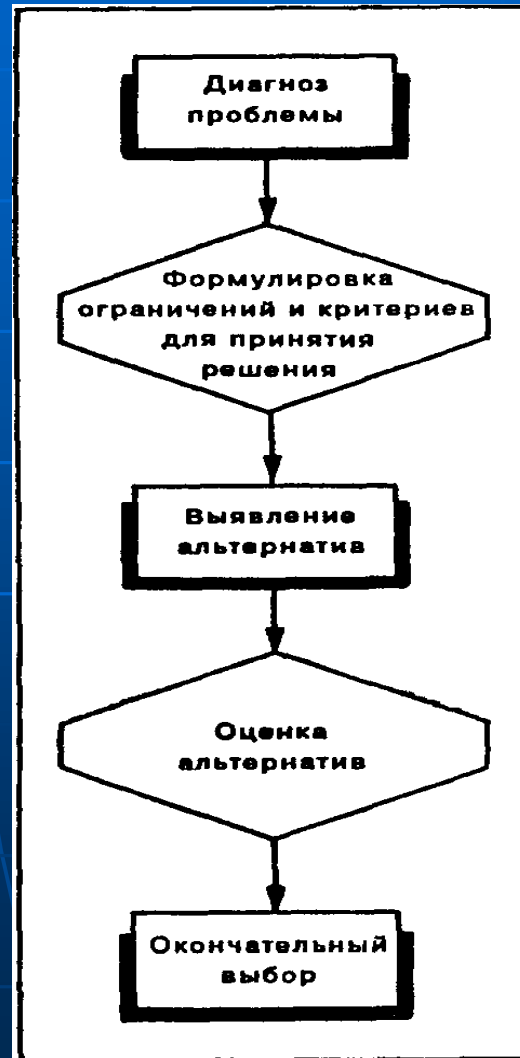 Диагноз
проблемы
Формулировка
ограничений и критериев
для принятия
решения
Выявление
альтернатив
Оценка
альтернатив
Окончательный
выбор